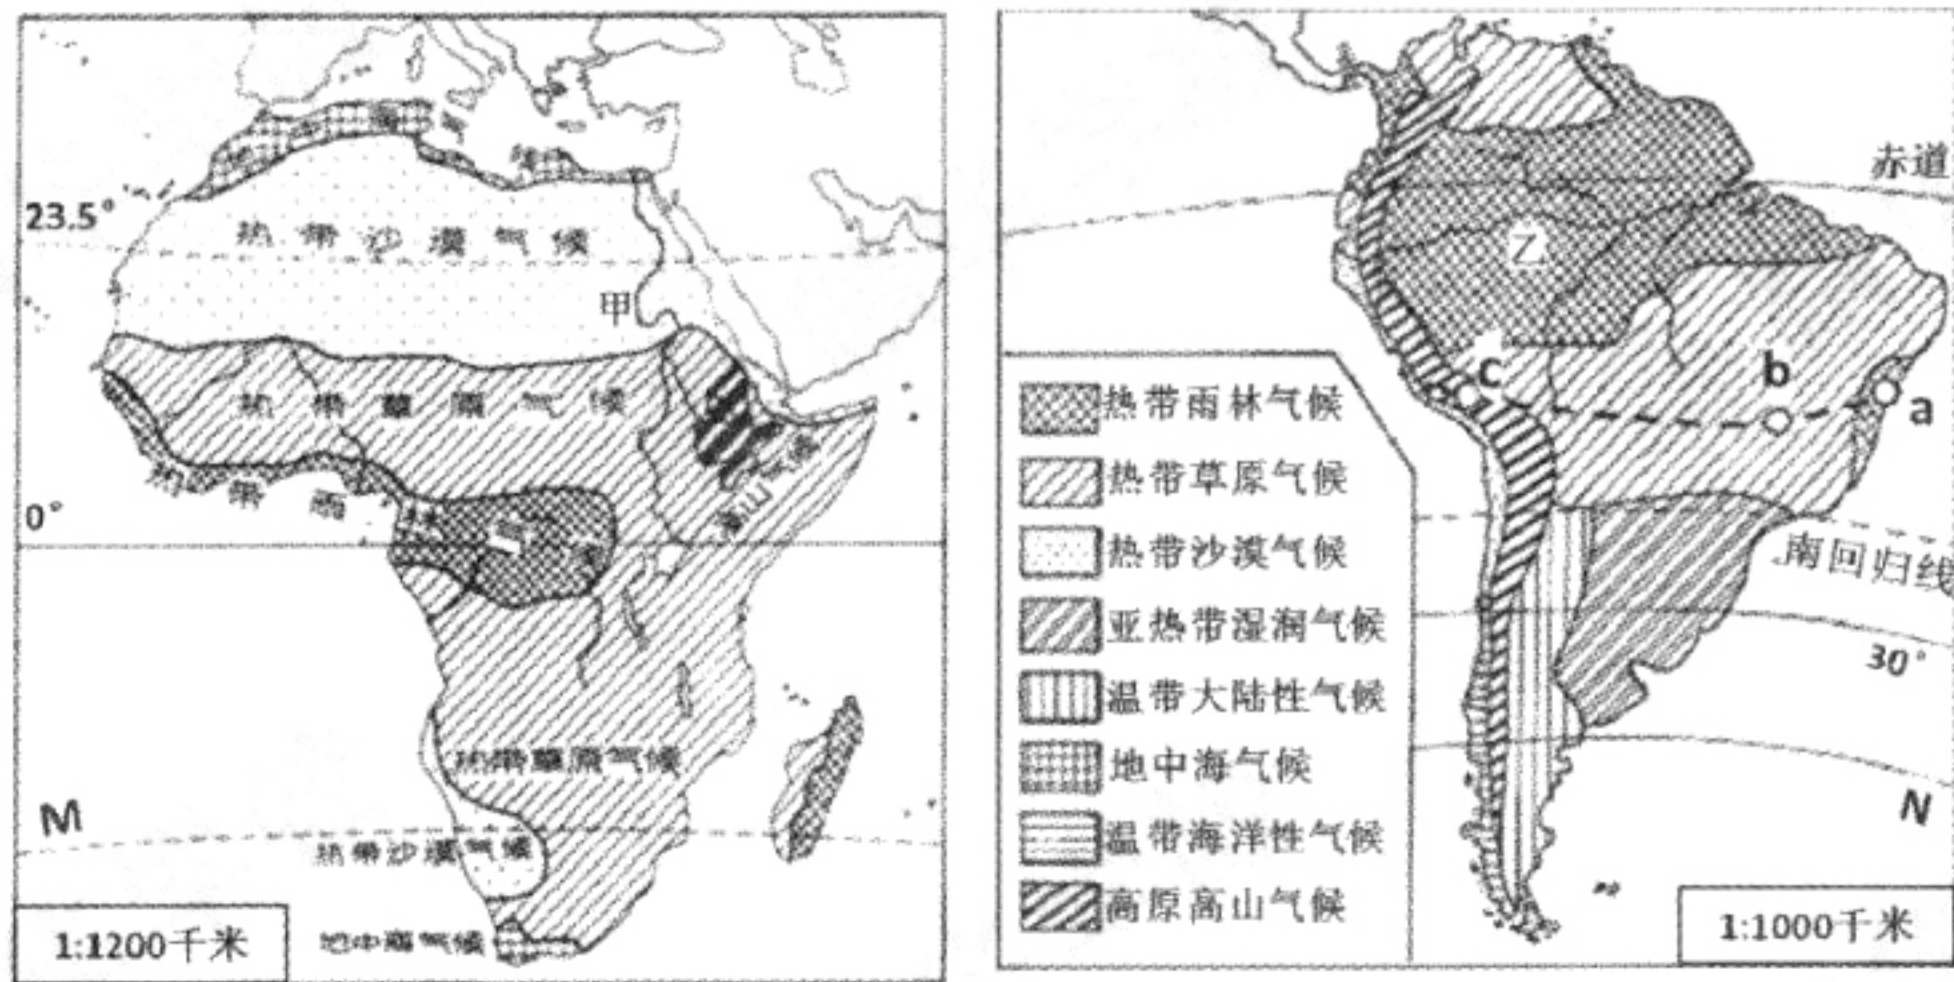 23.5°
热带沙漠气候
甲
热带草原气候
热带雨
高山气候
0°
热带草原气候
M
热带沙漠气候
地中海气候
1:1200千米
赤道
乙
c
b
a
热带雨林气候
热带草原气候
热带沙漠气候
亚热带湿润气候
温带大陆性气候
地中海气候
温带海洋性气候
高原高山气候
南回归线
30°
N
1:1000千米